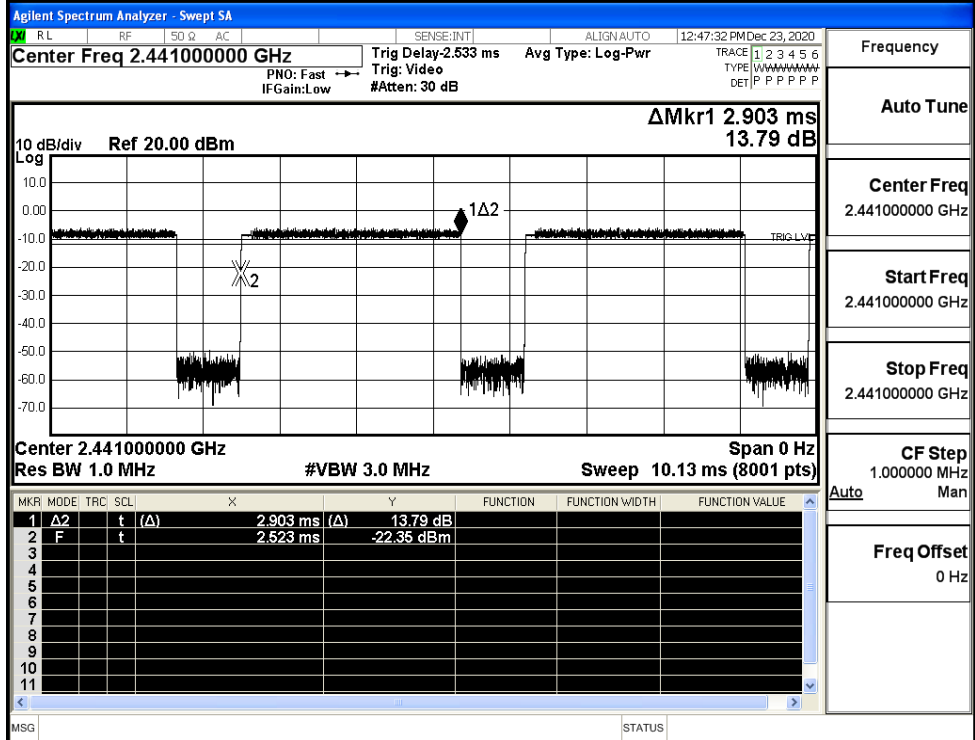 Agilent Spectrum Analyzer - Swept SA
LXI RL RF 50 Ω AC SENSE:INT ALIGN AUTO 12:47:32 PM Dec 23, 2020
Center Freq 2.441000000 GHz
PNO: Fast
IFGain:Low
Trig Delay-2.533 ms
Trig: Video
#Atten: 30 dB
Avg Type: Log-Pwr
TRACE 1 2 3 4 5 6
TYPE WWWWWW
DET P P P P P P
ΔMkr1 2.903 ms
13.79 dB
10 dB/div Ref 20.00 dBm
Log
10.0
0.00
-10.0
-20.0
-30.0
-40.0
-50.0
-60.0
-70.0
1Δ2
2
TRIG LVL
Center 2.441000000 GHz Span 0 Hz
Res BW 1.0 MHz #VBW 3.0 MHz Sweep 10.13 ms (8001 pts)
MKR MODE TRC SCL X Y FUNCTION FUNCTION WIDTH FUNCTION VALUE
1 Δ2 t (Δ) 2.903 ms (Δ) 13.79 dB
2 F t 2.523 ms -22.35 dBm
3
4
5
6
7
8
9
10
11
MSG STATUS
Frequency
Auto Tune
Center Freq
2.441000000 GHz
Start Freq
2.441000000 GHz
Stop Freq
2.441000000 GHz
CF Step
1.000000 MHz
Auto Man
Freq Offset
0 Hz